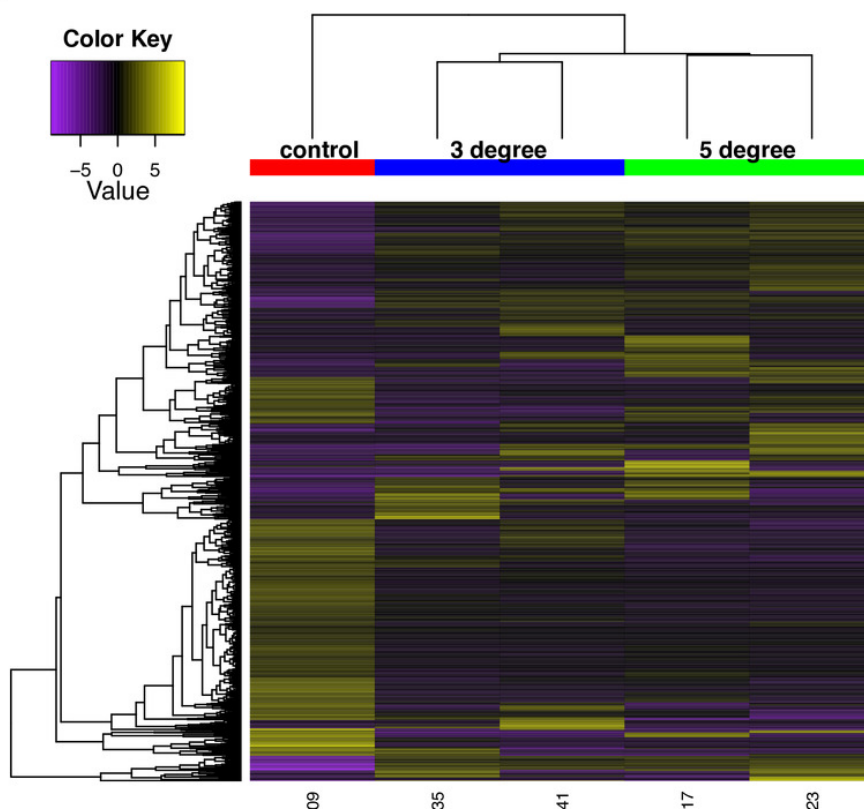 Color Key
−5 0 5
Value
control 3 degree 5 degree
09 35 41 17 23